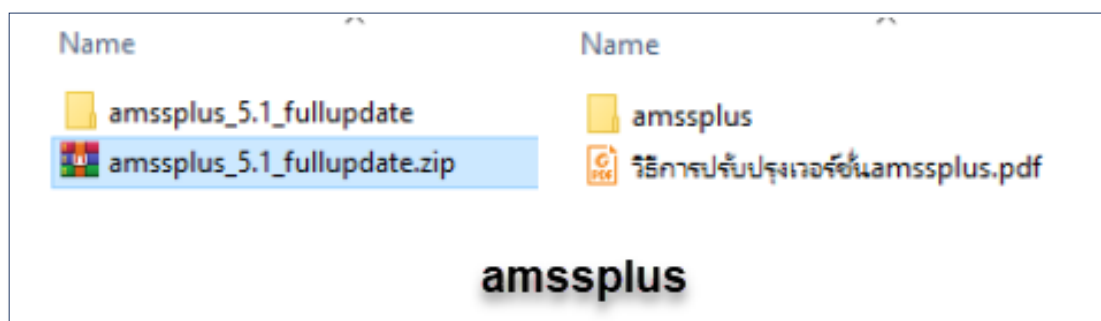 Name
amssplus_5.1_fullupdate
amssplus_5.1_fullupdate.zip
Name
amssplus
วิธีการปรับปรุงเวอร์ชั่นamssplus.pdf
amssplus